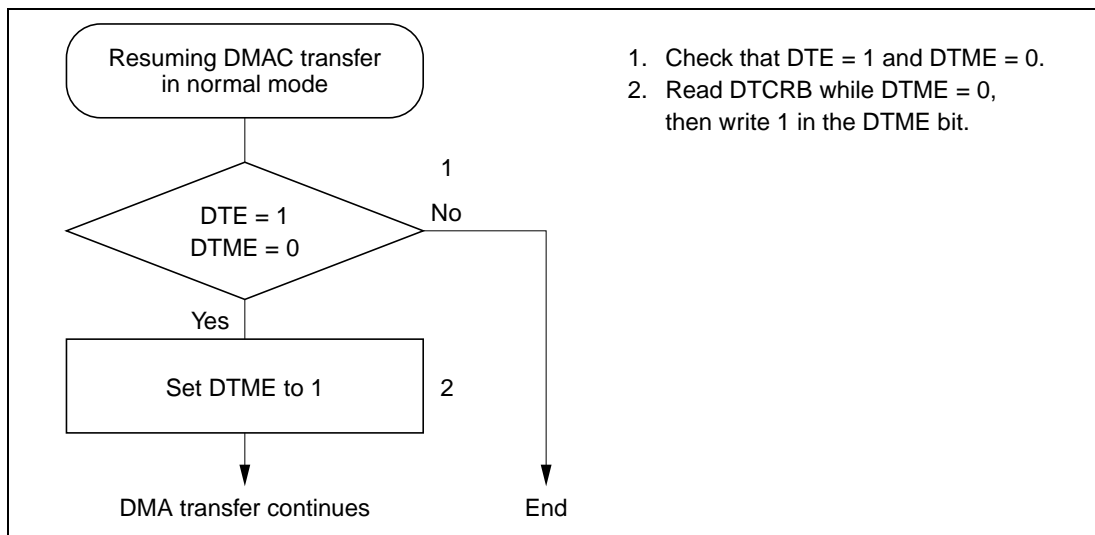 Resuming DMAC transfer
in normal mode
1. Check that DTE = 1 and DTME = 0.
2. Read DTCRB while DTME = 0,
then write 1 in the DTME bit.
1
DTE = 1
DTME = 0
No
Yes
Set DTME to 1
2
DMA transfer continues
End